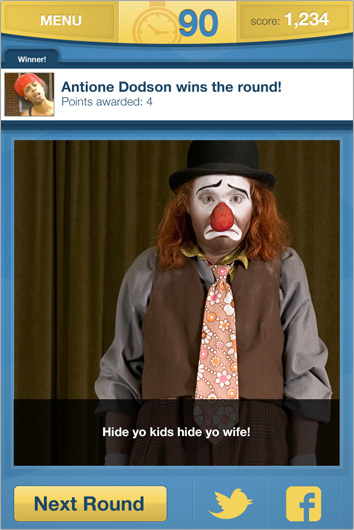 MENU
90
score: 1,234
Winner!
Antione Dodson wins the round!
Points awarded: 4
Hide yo kids hide yo wife!
Next Round